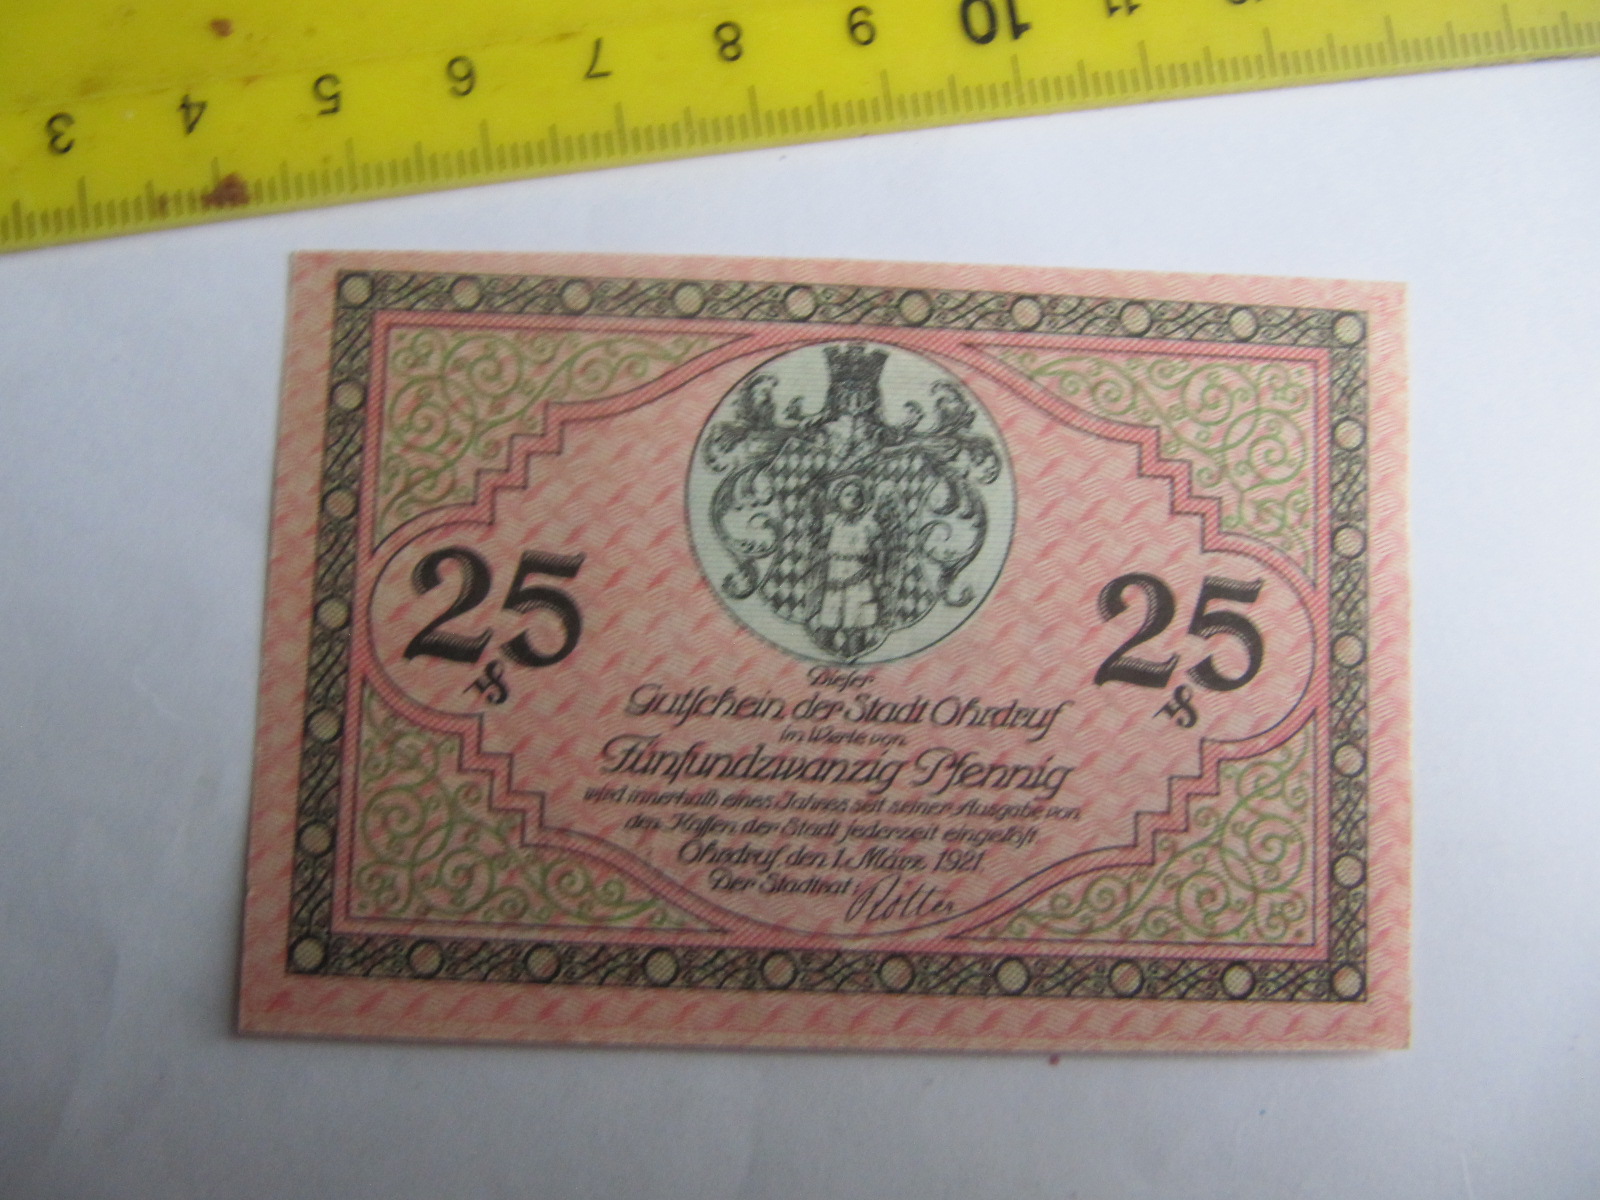 3 4 5 6 7 8 9 10 11
25 ₰
25 ₰
Dieser
Gutschein der Stadt Ohrdruf
im Werte von
Fünfundzwanzig Pfennig
wird innerhalb eines Jahres seit seiner Ausgabe von
den Kassen der Stadt jederzeit eingelöst.
Ohrdruf, den 1. März 1921.
Der Stadtrat: